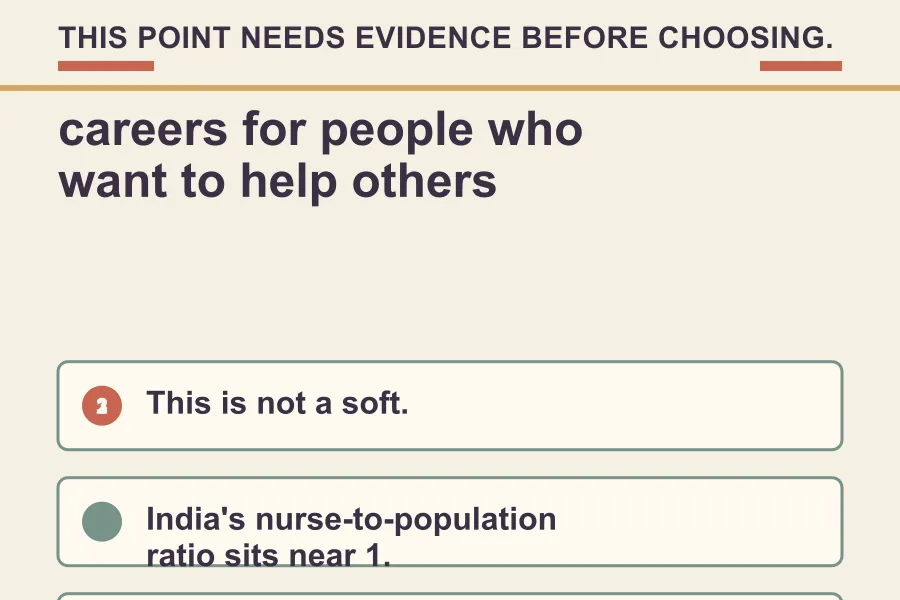 THIS POINT NEEDS EVIDENCE BEFORE CHOOSING.
careers for people who
want to help others
This is not a soft.
India's nurse-to-population
ratio sits near 1.